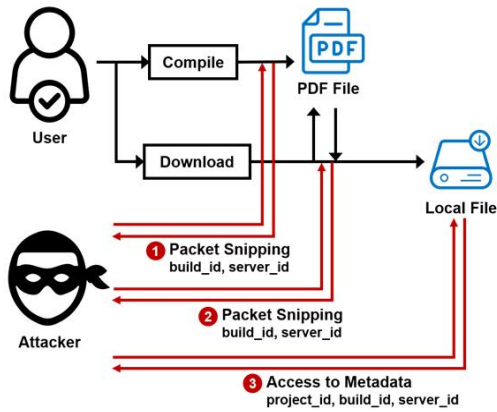 PDF
Compile
PDF File
User
Download
Local File
1 Packet Snipping
build_id, server_id
2 Packet Snipping
build_id, server_id
Attacker
3 Access to Metadata
project_id, build_id, server_id